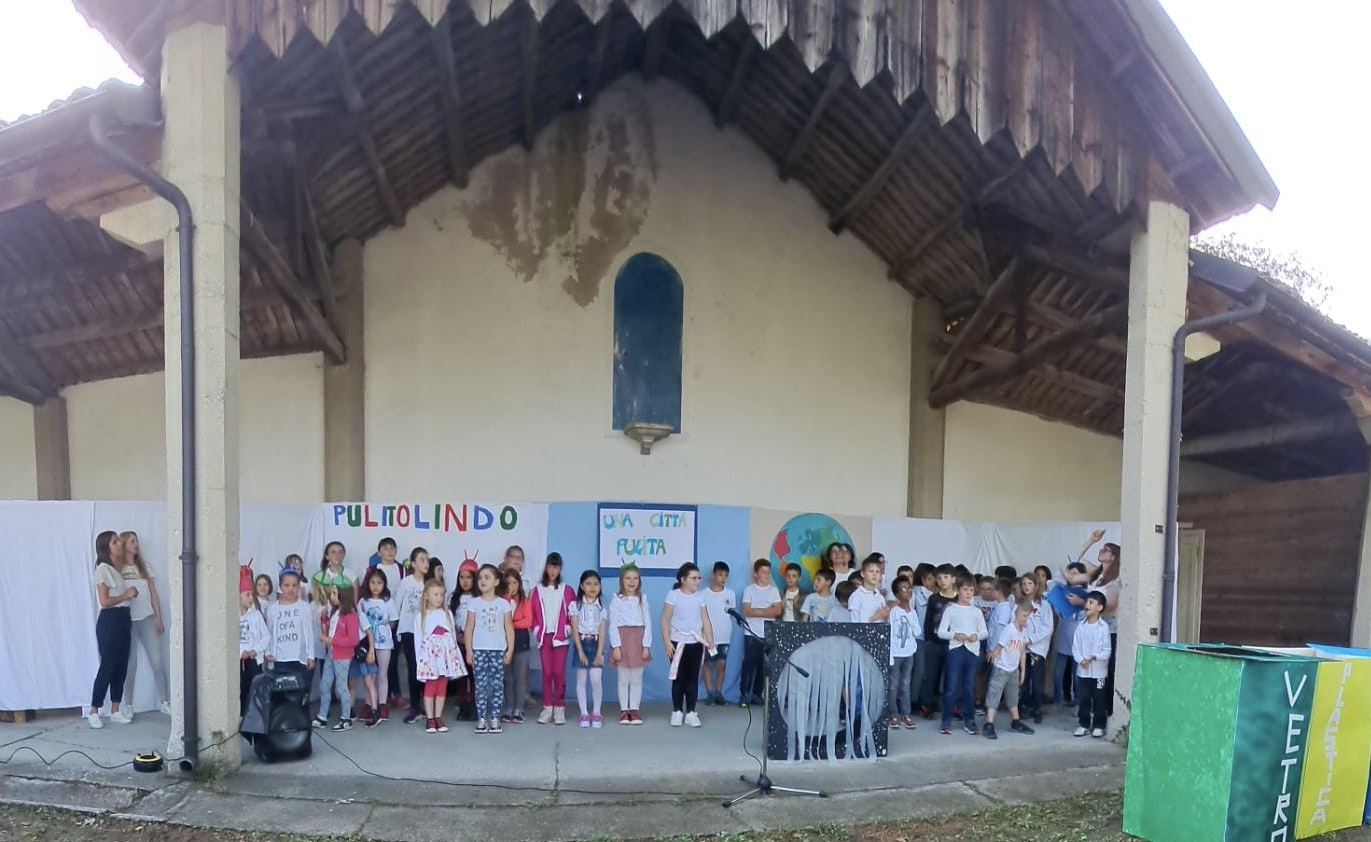 PULITOLINDO
UNA CITTÀ
PULITA
ONE
OF A
KIND
VETRO
PLASTICA